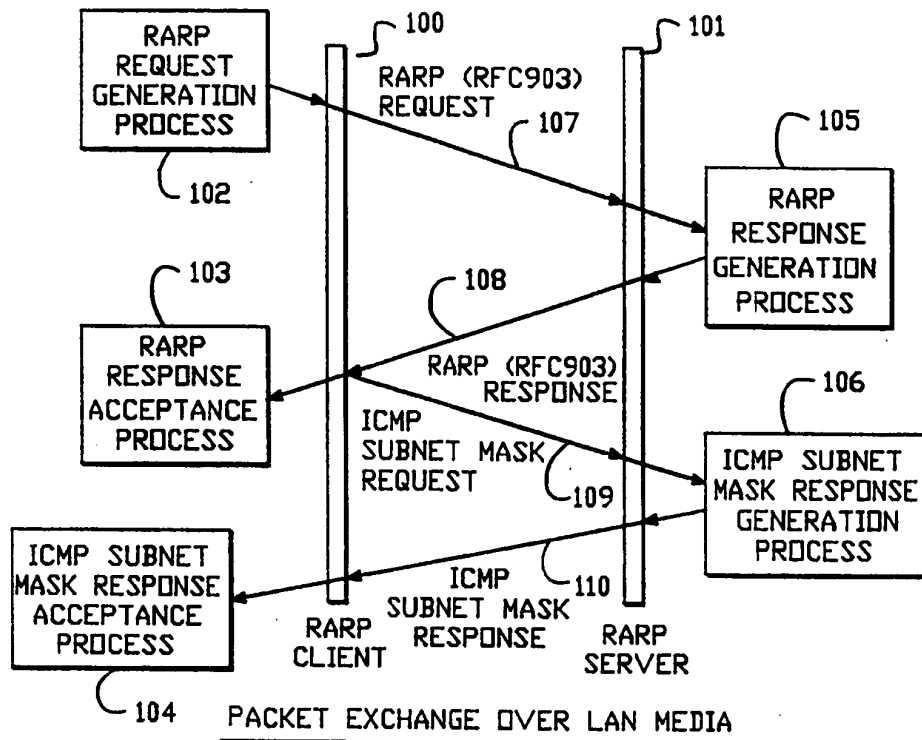 100
101
RARP
REQUEST
GENERATION
PROCESS
102
RARP (RFC903)
REQUEST
107
105
RARP
RESPONSE
GENERATION
PROCESS
103
108
RARP
RESPONSE
ACCEPTANCE
PROCESS
RARP (RFC903)
RESPONSE
ICMP
SUBNET MASK
REQUEST
109
106
ICMP SUBNET
MASK RESPONSE
GENERATION
PROCESS
ICMP SUBNET
MASK RESPONSE
ACCEPTANCE
PROCESS
104
ICMP
SUBNET MASK
RESPONSE
110
RARP
CLIENT
RARP
SERVER
PACKET EXCHANGE OVER LAN MEDIA